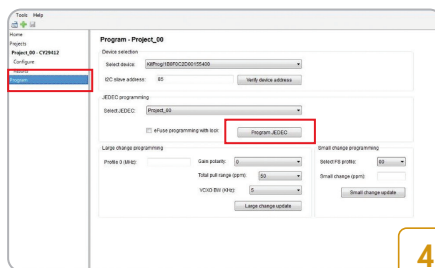 Tools Help
Home
Projects
Project_00 - CY29412
Configure
Program
Program - Project_00
Device selection
Select device: KitProg/1B8F0C2D00155400
I2C slave address: 85 Verify device address
JEDEC programming
Select JEDEC: Project_00
eFuse programming with lock Program JEDEC
Large change programming
Profile 0 (MHz): Gain polarity: 0
Total pull range (ppm): 50
VCXO BW (KHz): 5
Large change update
Small change programming
Select FS profile: 00
Small change (ppm):
Small change update
4